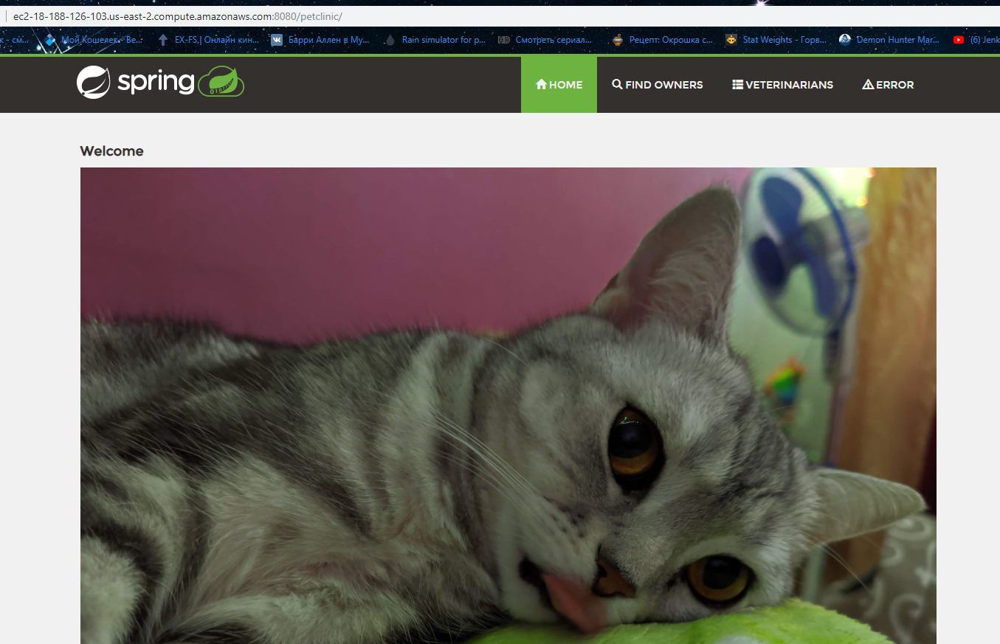 ec2-18-188-126-103.us-east-2.compute.amazonaws.com:8080/petclinic/
к - см... Мой Кошелек - Ве... EX-FS,| Онлайн кин... Барри Аллен в Му... Rain simulator for p... HD Смотреть сериал... Рецепт: Окрошка с... Stat Weights - Горв... Demon Hunter Mar... (6) Jenk
spring HOME FIND OWNERS VETERINARIANS ERROR
Welcome